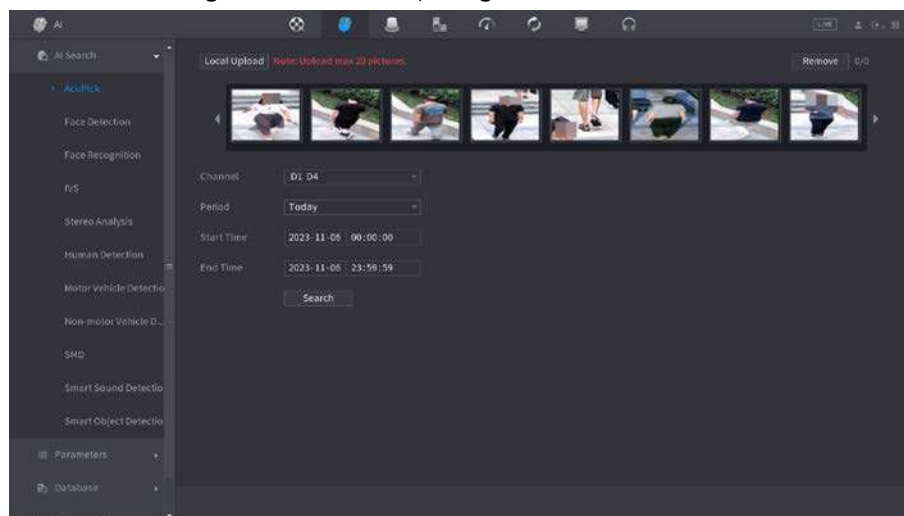 AI
LIVE
AI Search
Local Upload
Note: Upload max 20 pictures.
Remove
0/0
AcuPick
Face Detection
Face Recognition
IVS
Stereo Analysis
Human Detection
Motor Vehicle Detectio
Non-motor Vehicle D...
SMD
Smart Sound Detectio
Smart Object Detectio
Parameters
Database
Channel
D1 D4
Period
Today
Start Time
2023-11-06 00:00:00
End Time
2023-11-06 23:59:59
Search